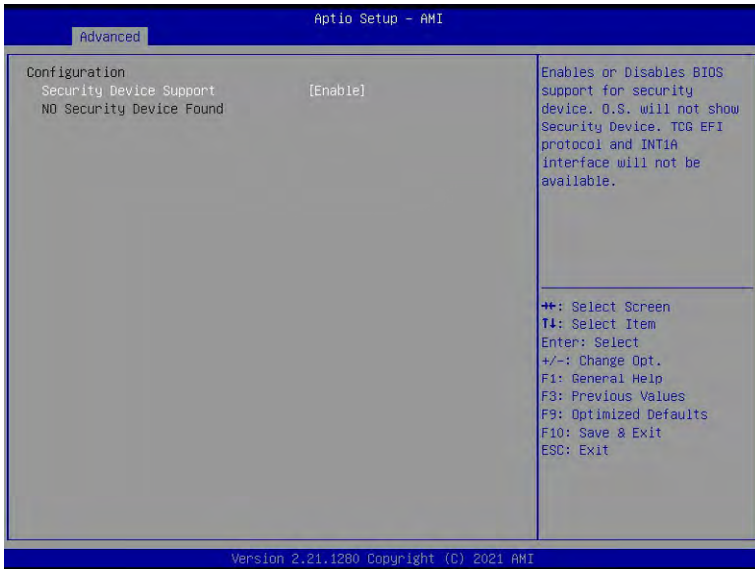 Aptio Setup - AMI
Advanced
Configuration
Security Device Support [Enable]
NO Security Device Found
Enables or Disables BIOS
support for security
device. O.S. will not show
Security Device. TCG EFI
protocol and INT1A
interface will not be
available.
→←: Select Screen
↑↓: Select Item
Enter: Select
+/-: Change Opt.
F1: General Help
F3: Previous Values
F9: Optimized Defaults
F10: Save & Exit
ESC: Exit
Version 2.21.1280 Copyright (C) 2021 AMI